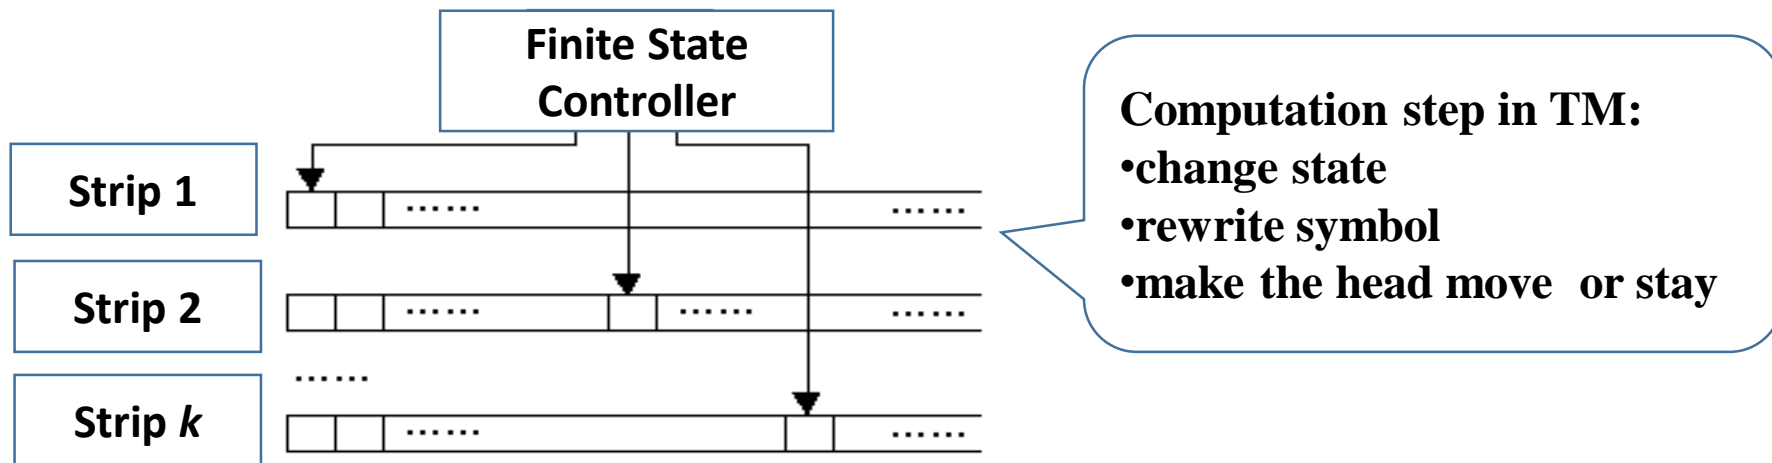 Finite State
Controller
Computation step in TM:
•change state
•rewrite symbol
•make the head move or stay
Strip 1
......
......
Strip 2
......
......
......
......
Strip k
......
......